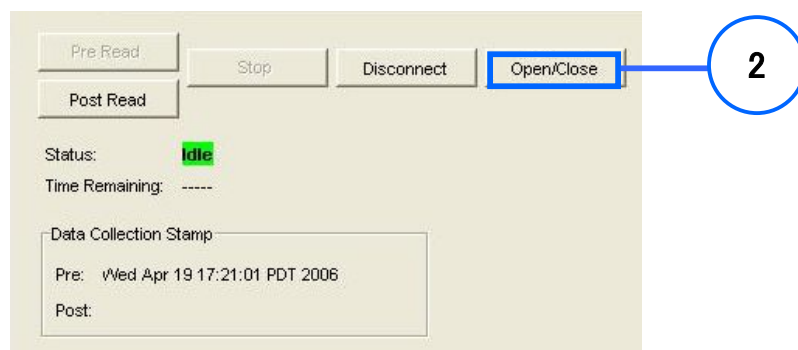 Pre Read
Stop Disconnect Open/Close 2
Post Read
Status: Idle
Time Remaining: -----
Data Collection Stamp
Pre: Wed Apr 19 17:21:01 PDT 2006
Post: